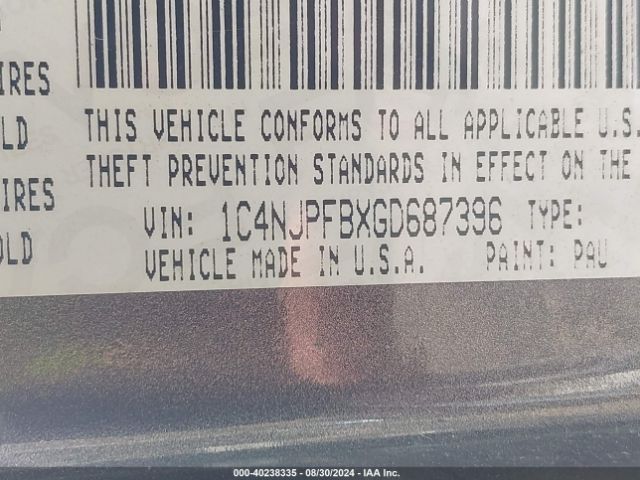 IRES
OLD
THIS VEHICLE CONFORMS TO ALL APPLICABLE U.S.
THEFT PREVENTION STANDARDS IN EFFECT ON THE
IRES
OLD
VIN: 1C4NJPFBXGD687396 TYPE:
VEHICLE MADE IN U.S.A. PAINT: PAU
000-40238335 - 08/30/2024 - IAA Inc.